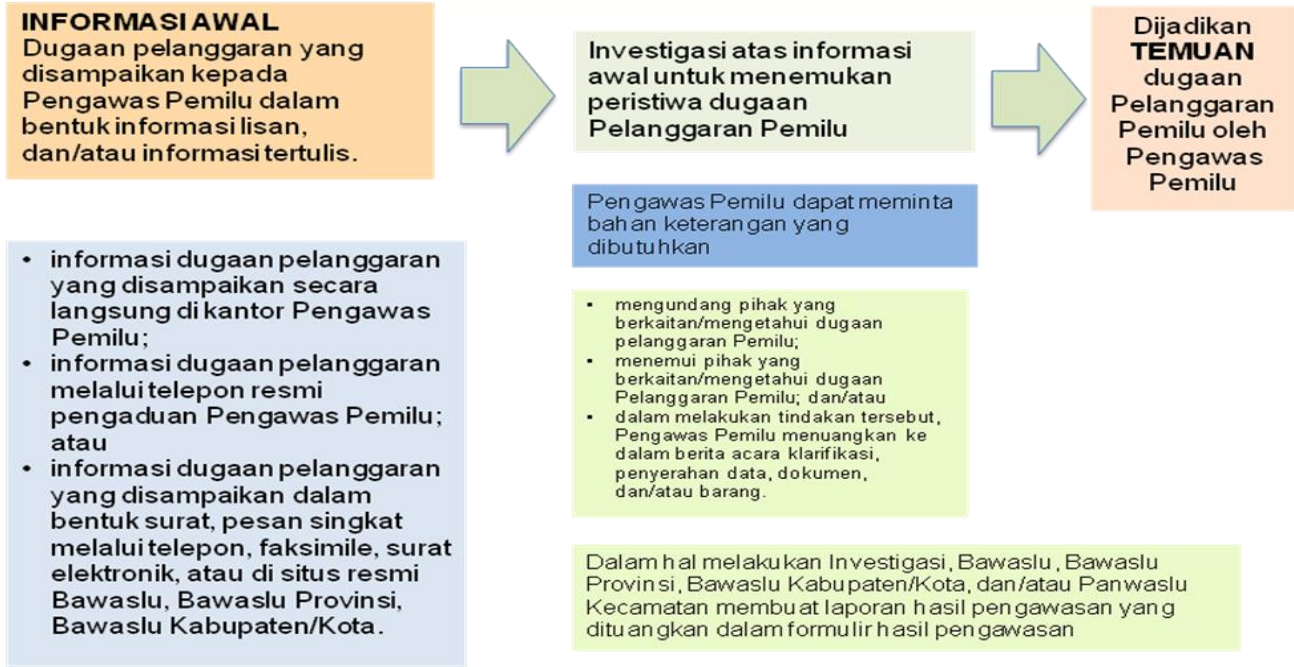 INFORMASI AWAL
Dugaan pelanggaran yang
disampaikan kepada
Pengawas Pemilu dalam
bentuk informasi lisan,
dan/atau informasi tertulis.
Investigasi atas informasi
awal untuk menemukan
peristiwa dugaan
Pelanggaran Pemilu
Dijadikan
TEMUAN
dugaan
Pelanggaran
Pemilu oleh
Pengawas
Pemilu
• informasi dugaan pelanggaran
yang disampaikan secara
langsung di kantor Pengawas
Pemilu;
• informasi dugaan pelanggaran
melalui telepon resmi
pengaduan Pengawas Pemilu;
atau
• informasi dugaan pelanggaran
yang disampaikan dalam
bentuk surat, pesan singkat
melalui telepon, faksimile, surat
elektronik, atau di situs resmi
Bawaslu, Bawaslu Provinsi,
Bawaslu Kabupaten/Kota.
Pengawas Pemilu dapat meminta
bahan keterangan yang
dibutuhkan
• mengundang pihak yang
berkaitan/mengetahui dugaan
pelanggaran Pemilu;
• menemui pihak yang
berkaitan/mengetahui dugaan
Pelanggaran Pemilu; dan/atau
• dalam melakukan tindakan tersebut,
Pengawas Pemilu menuangkan ke
dalam berita acara klarifikasi,
penyerahan data, dokumen,
dan/atau barang.
Dalam hal melakukan Investigasi, Bawaslu, Bawaslu
Provinsi, Bawaslu Kabupaten/Kota, dan/atau Panwaslu
Kecamatan membuat laporan hasil pengawasan yang
dituangkan dalam formulir hasil pengawasan